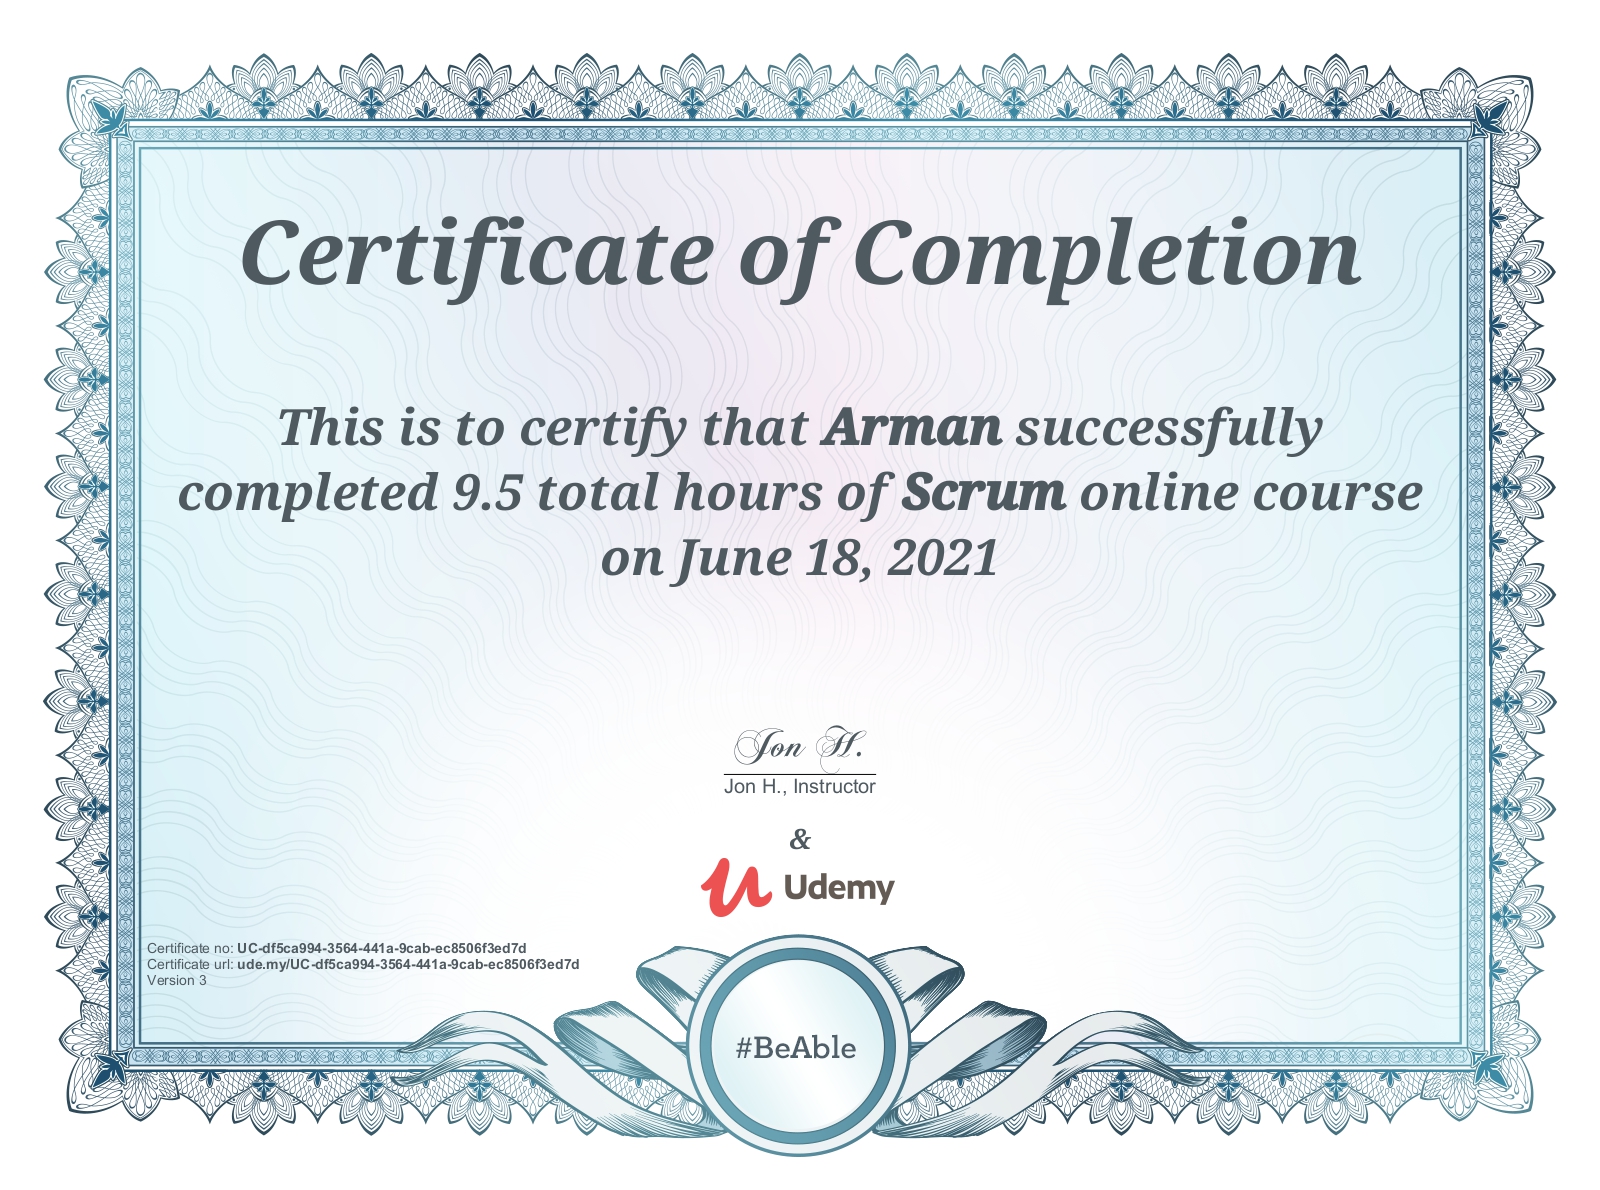 Certificate of Completion
This is to certify that Arman successfully
completed 9.5 total hours of Scrum online course
on June 18, 2021
Jon H.
Jon H., Instructor
&
Udemy
Certificate no: UC-df5ca994-3564-441a-9cab-ec8506f3ed7d
Certificate url: ude.my/UC-df5ca994-3564-441a-9cab-ec8506f3ed7d
Version 3
#BeAble